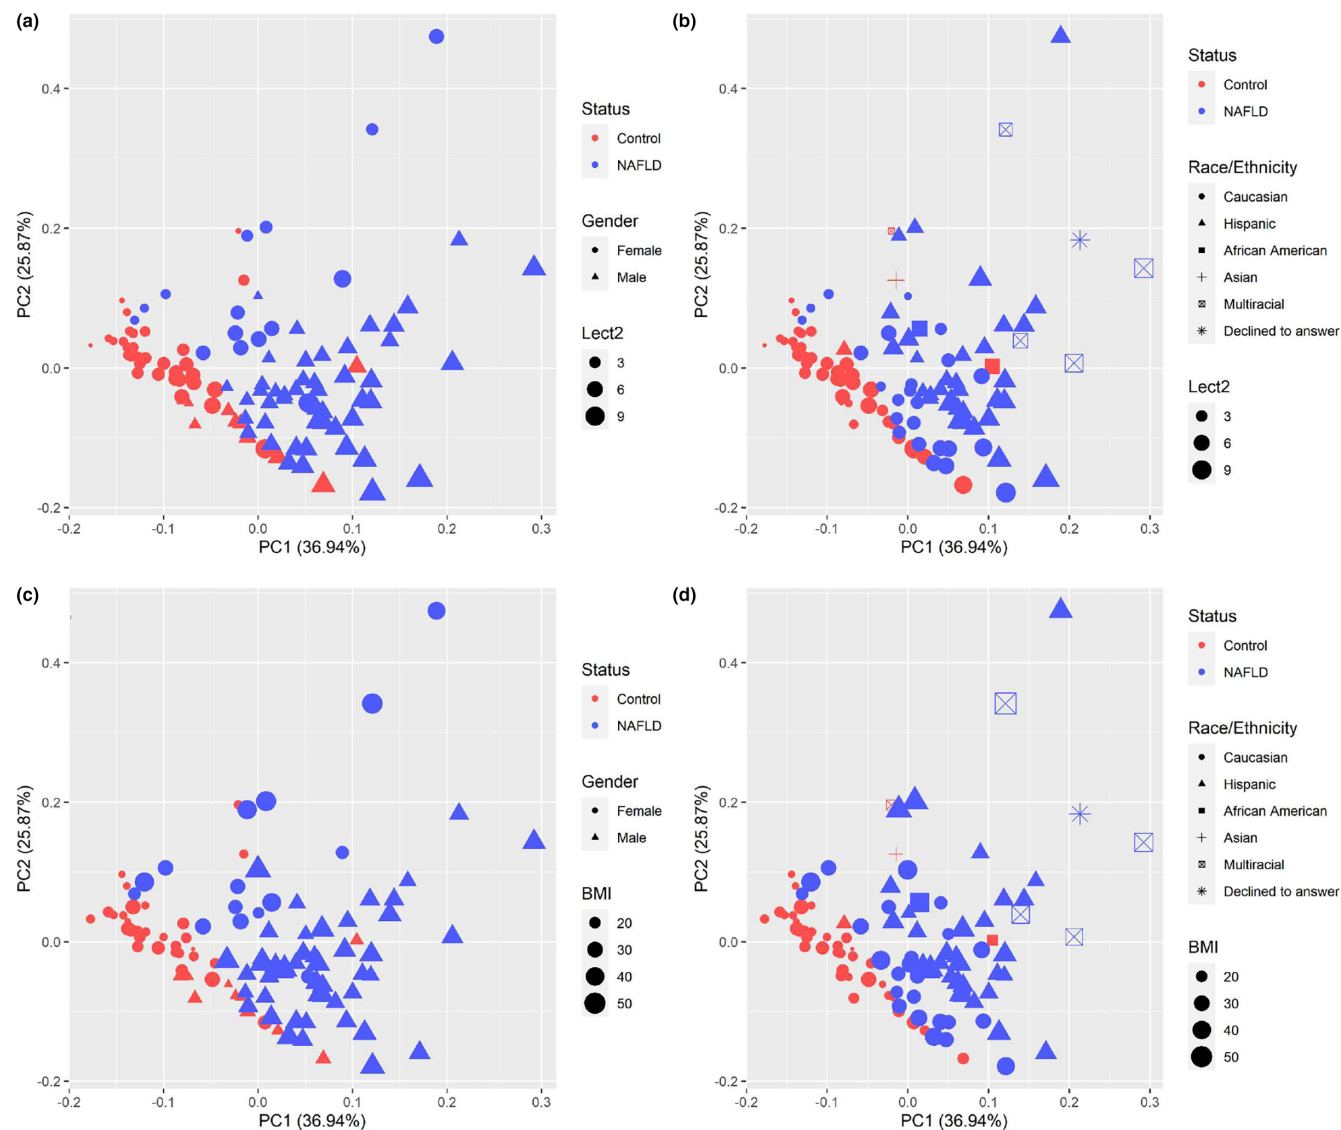 (a)
0.4
0.2
0.0
-0.2
PC2 (25.87%)
-0.2
-0.1
0.0
0.1
0.2
0.3
PC1 (36.94%)
Status
Control
NAFLD
Gender
Female
Male
Lect2
3
6
9
(b)
0.4
0.2
0.0
-0.2
PC2 (25.87%)
-0.2
-0.1
0.0
0.1
0.2
0.3
PC1 (36.94%)
Status
Control
NAFLD
Race/Ethnicity
Caucasian
Hispanic
African American
Asian
Multiracial
Declined to answer
Lect2
3
6
9
(c)
0.4
0.2
0.0
-0.2
PC2 (25.87%)
-0.2
-0.1
0.0
0.1
0.2
0.3
PC1 (36.94%)
Status
Control
NAFLD
Gender
Female
Male
BMI
20
30
40
50
(d)
0.4
0.2
0.0
-0.2
PC2 (25.87%)
-0.2
-0.1
0.0
0.1
0.2
0.3
PC1 (36.94%)
Status
Control
NAFLD
Race/Ethnicity
Caucasian
Hispanic
African American
Asian
Multiracial
Declined to answer
BMI
20
30
40
50